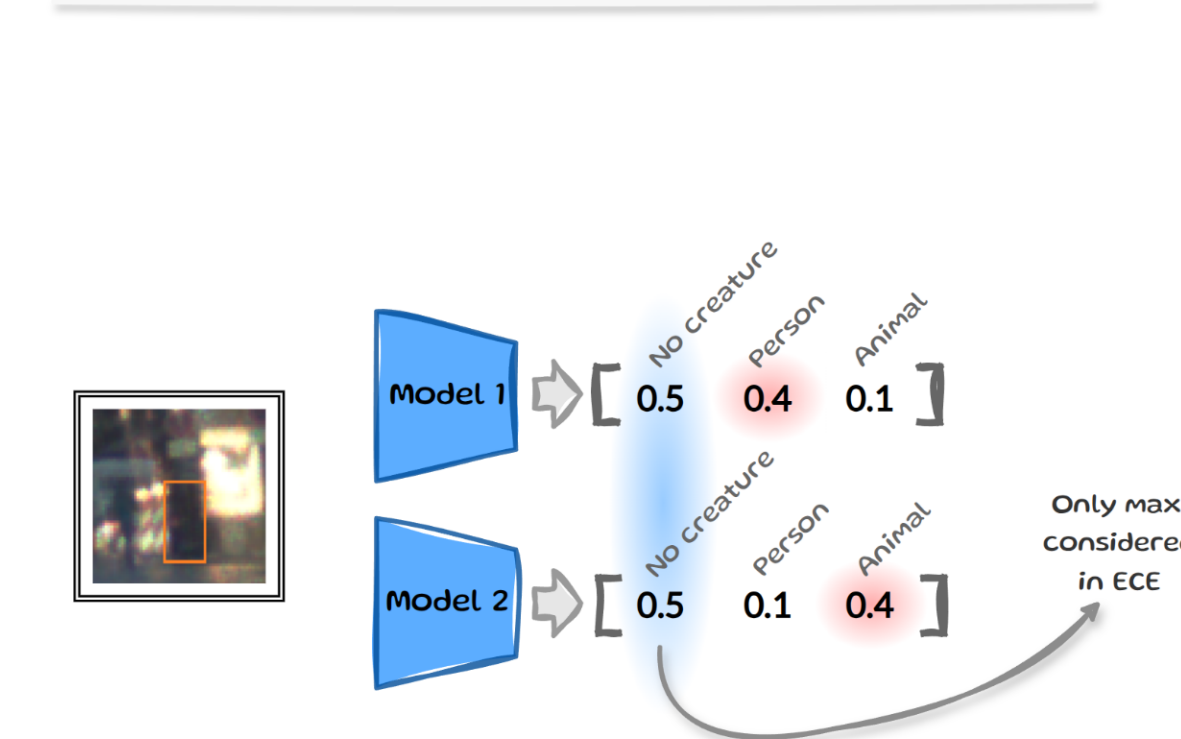 No creature Person Animal
Model 1 [ 0.5 0.4 0.1 ]
No creature Person Animal
Model 2 [ 0.5 0.1 0.4 ]
Only max
considere
in ECE